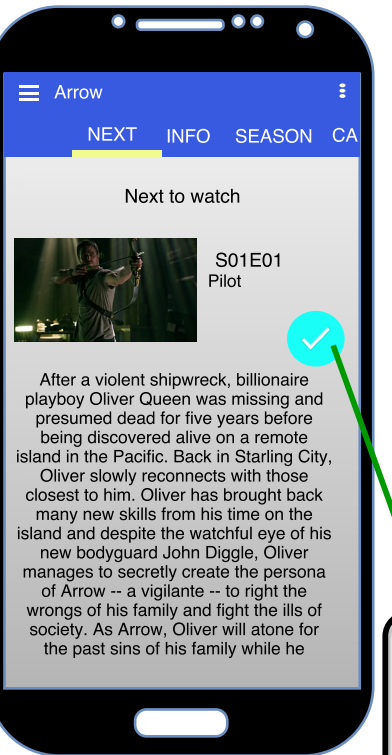 Arrow
NEXT INFO SEASON CA
Next to watch
S01E01
Pilot
After a violent shipwreck, billionaire
playboy Oliver Queen was missing and
presumed dead for five years before
being discovered alive on a remote
island in the Pacific. Back in Starling City,
Oliver slowly reconnects with those
closest to him. Oliver has brought back
many new skills from his time on the
island and despite the watchful eye of his
new bodyguard John Diggle, Oliver
manages to secretly create the persona
of Arrow -- a vigilante -- to right the
wrongs of his family and fight the ills of
society. As Arrow, Oliver will atone for
the past sins of his family while he